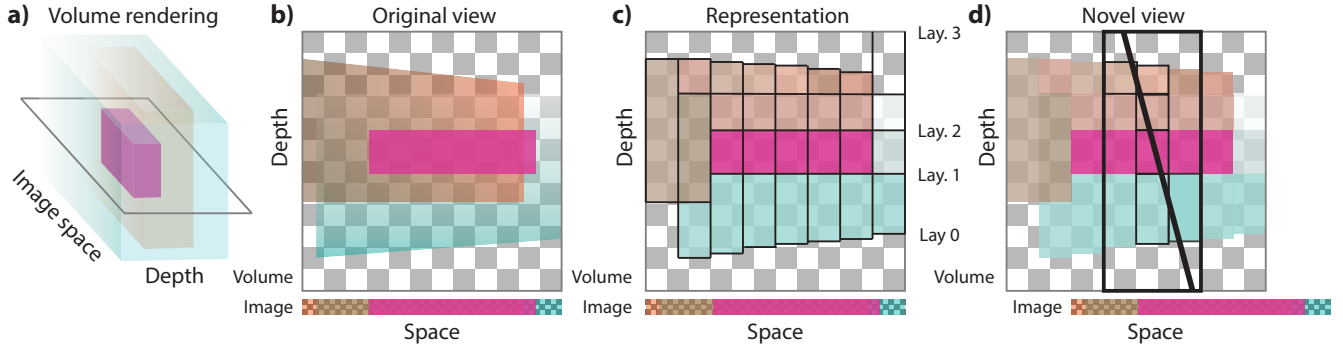 a) Volume rendering
Image space
Depth
b) Original view
Depth
Volume
Image
Space
c) Representation
Depth
Lay. 3
Lay. 2
Lay. 1
Lay 0
Volume
Image
Space
d) Novel view
Volume
Image
Space